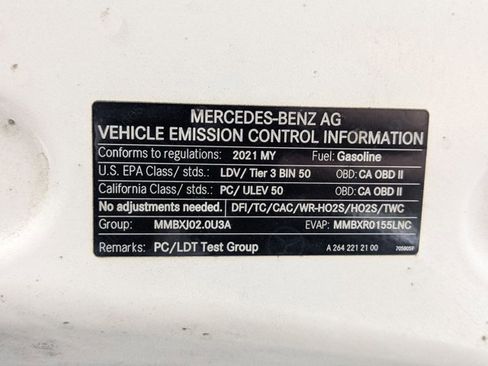 MERCEDES-BENZ AG
VEHICLE EMISSION CONTROL INFORMATION
Conforms to regulations: 2021 MY Fuel: Gasoline
U.S. EPA Class/ stds.: LDV/ Tier 3 BIN 50 OBD: CA OBD II
California Class/ stds.: PC/ ULEV 50 OBD: CA OBD II
No adjustments needed. DFI/TC/CAC/WR-HO2S/HO2S/TWC
Group: MMBXJ02.0U3A EVAP: MMBXR0155LNC
Remarks: PC/LDT Test Group A 264 221 21 00 7058059